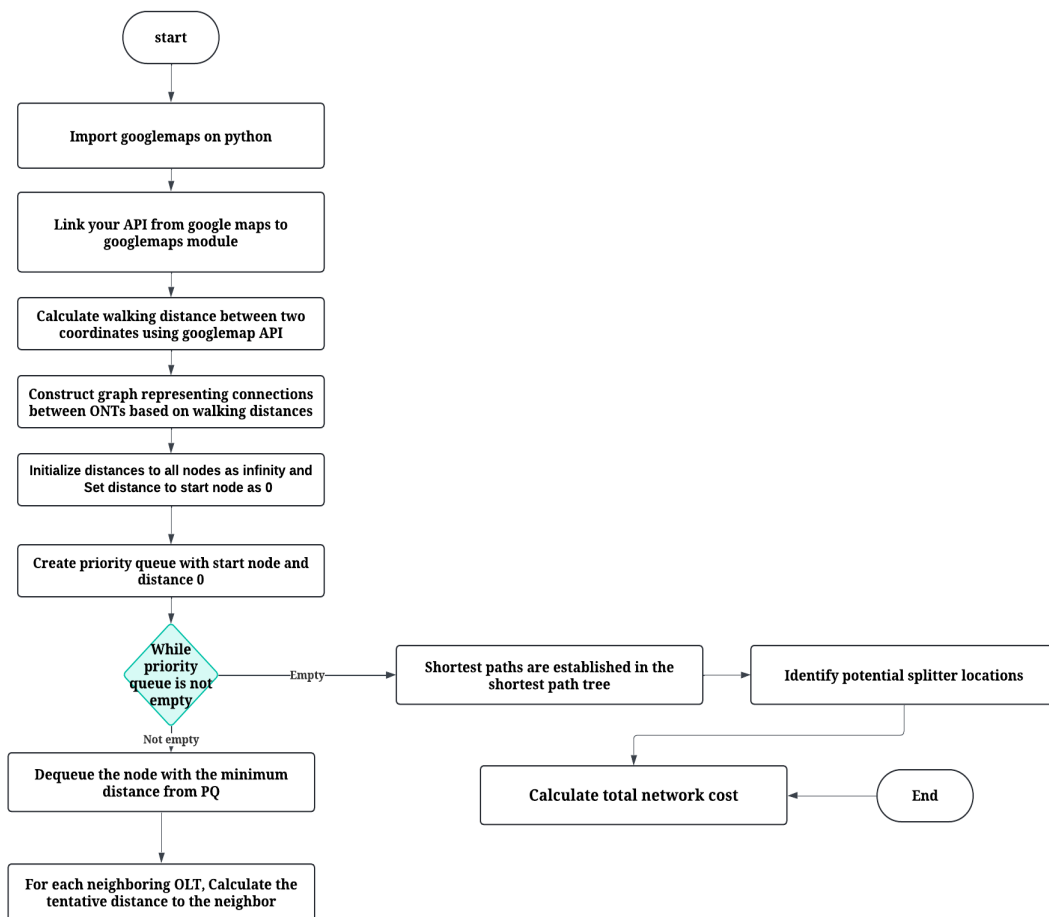 start
Import googlemaps on python
Link your API from google maps to
googlemaps module
Calculate walking distance between two
coordinates using googlemap API
Construct graph representing connections
between ONTs based on walking distances
Initialize distances to all nodes as infinity and
Set distance to start node as 0
Create priority queue with start node and
distance 0
While
priority
queue is not
empty
Empty
Shortest paths are established in the
shortest path tree
Identify potential splitter locations
Not empty
Dequeue the node with the minimum
distance from PQ
Calculate total network cost
End
For each neighboring OLT, Calculate the
tentative distance to the neighbor